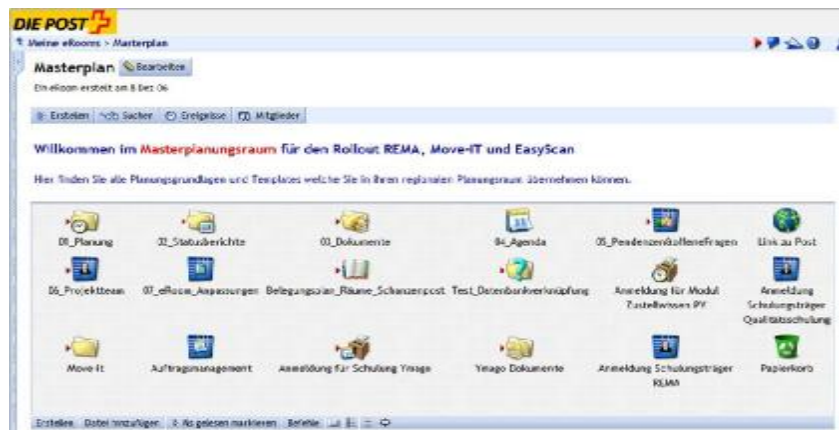 DIE POST
Meine eRooms > Masterplan
Masterplan Bearbeiten
Ein eRoom erstellt am 8 Dez 06
Erstellen Suchen Ereignisse Mitglieder
Willkommen im Masterplanungsraum für den Rollout REMA, Move-IT und EasyScan
Hier finden Sie alle Planungsgrundlagen und Templates welche Sie in Ihren regionalen Planungsraum übernehmen können.
01_Planung 02_Statusberichte 03_Dokumente 04_Agenda 05_Pendenzen&offeneFragen Link zu Post
06_Projektteam 07_eRoom_Anpassungen Belegungsplan_Räume_Schanzenpost Test_Datenbankverknüpfung Anmeldung für Modul Anmeldung
Zustellwissen PV Schulungsträger
Qualitätsschulung
Move-It Auftragsmanagement Anmeldung für Schulung Ymago Ymago Dokumente Anmeldung Schulungsträger Papierkorb
REMA
Erstellen Datei hinzufügen Als gelesen markieren Befehle